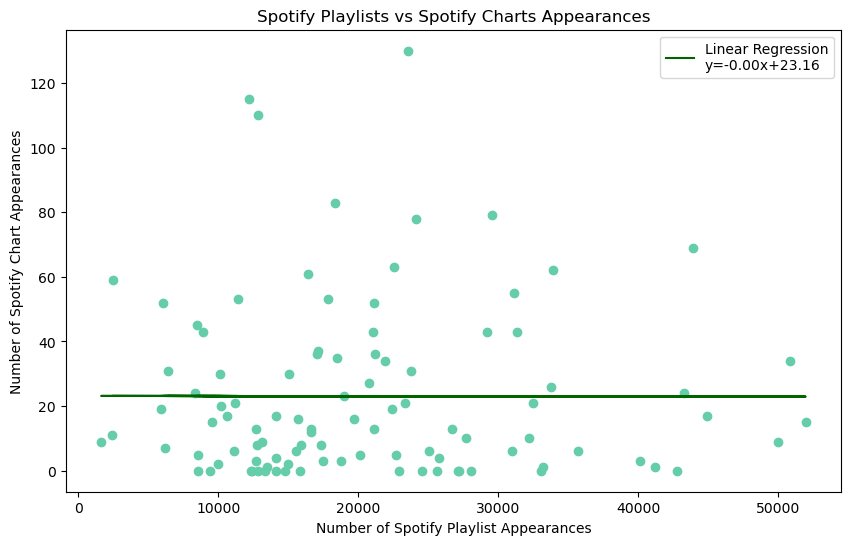 Spotify Playlists vs Spotify Charts Appearances
Linear Regression
y=-0.00x+23.16
120
100
80
60
40
20
0
Number of Spotify Chart Appearances
0 10000 20000 30000 40000 50000
Number of Spotify Playlist Appearances